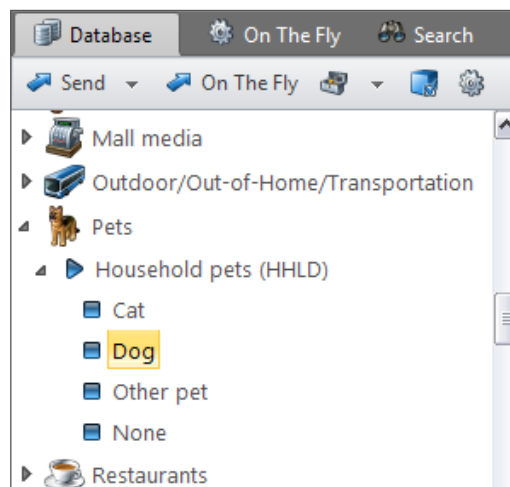 Database On The Fly Search
Send On The Fly
Mall media
Outdoor/Out-of-Home/Transportation
Pets
Household pets (HHLD)
Cat
Dog
Other pet
None
Restaurants